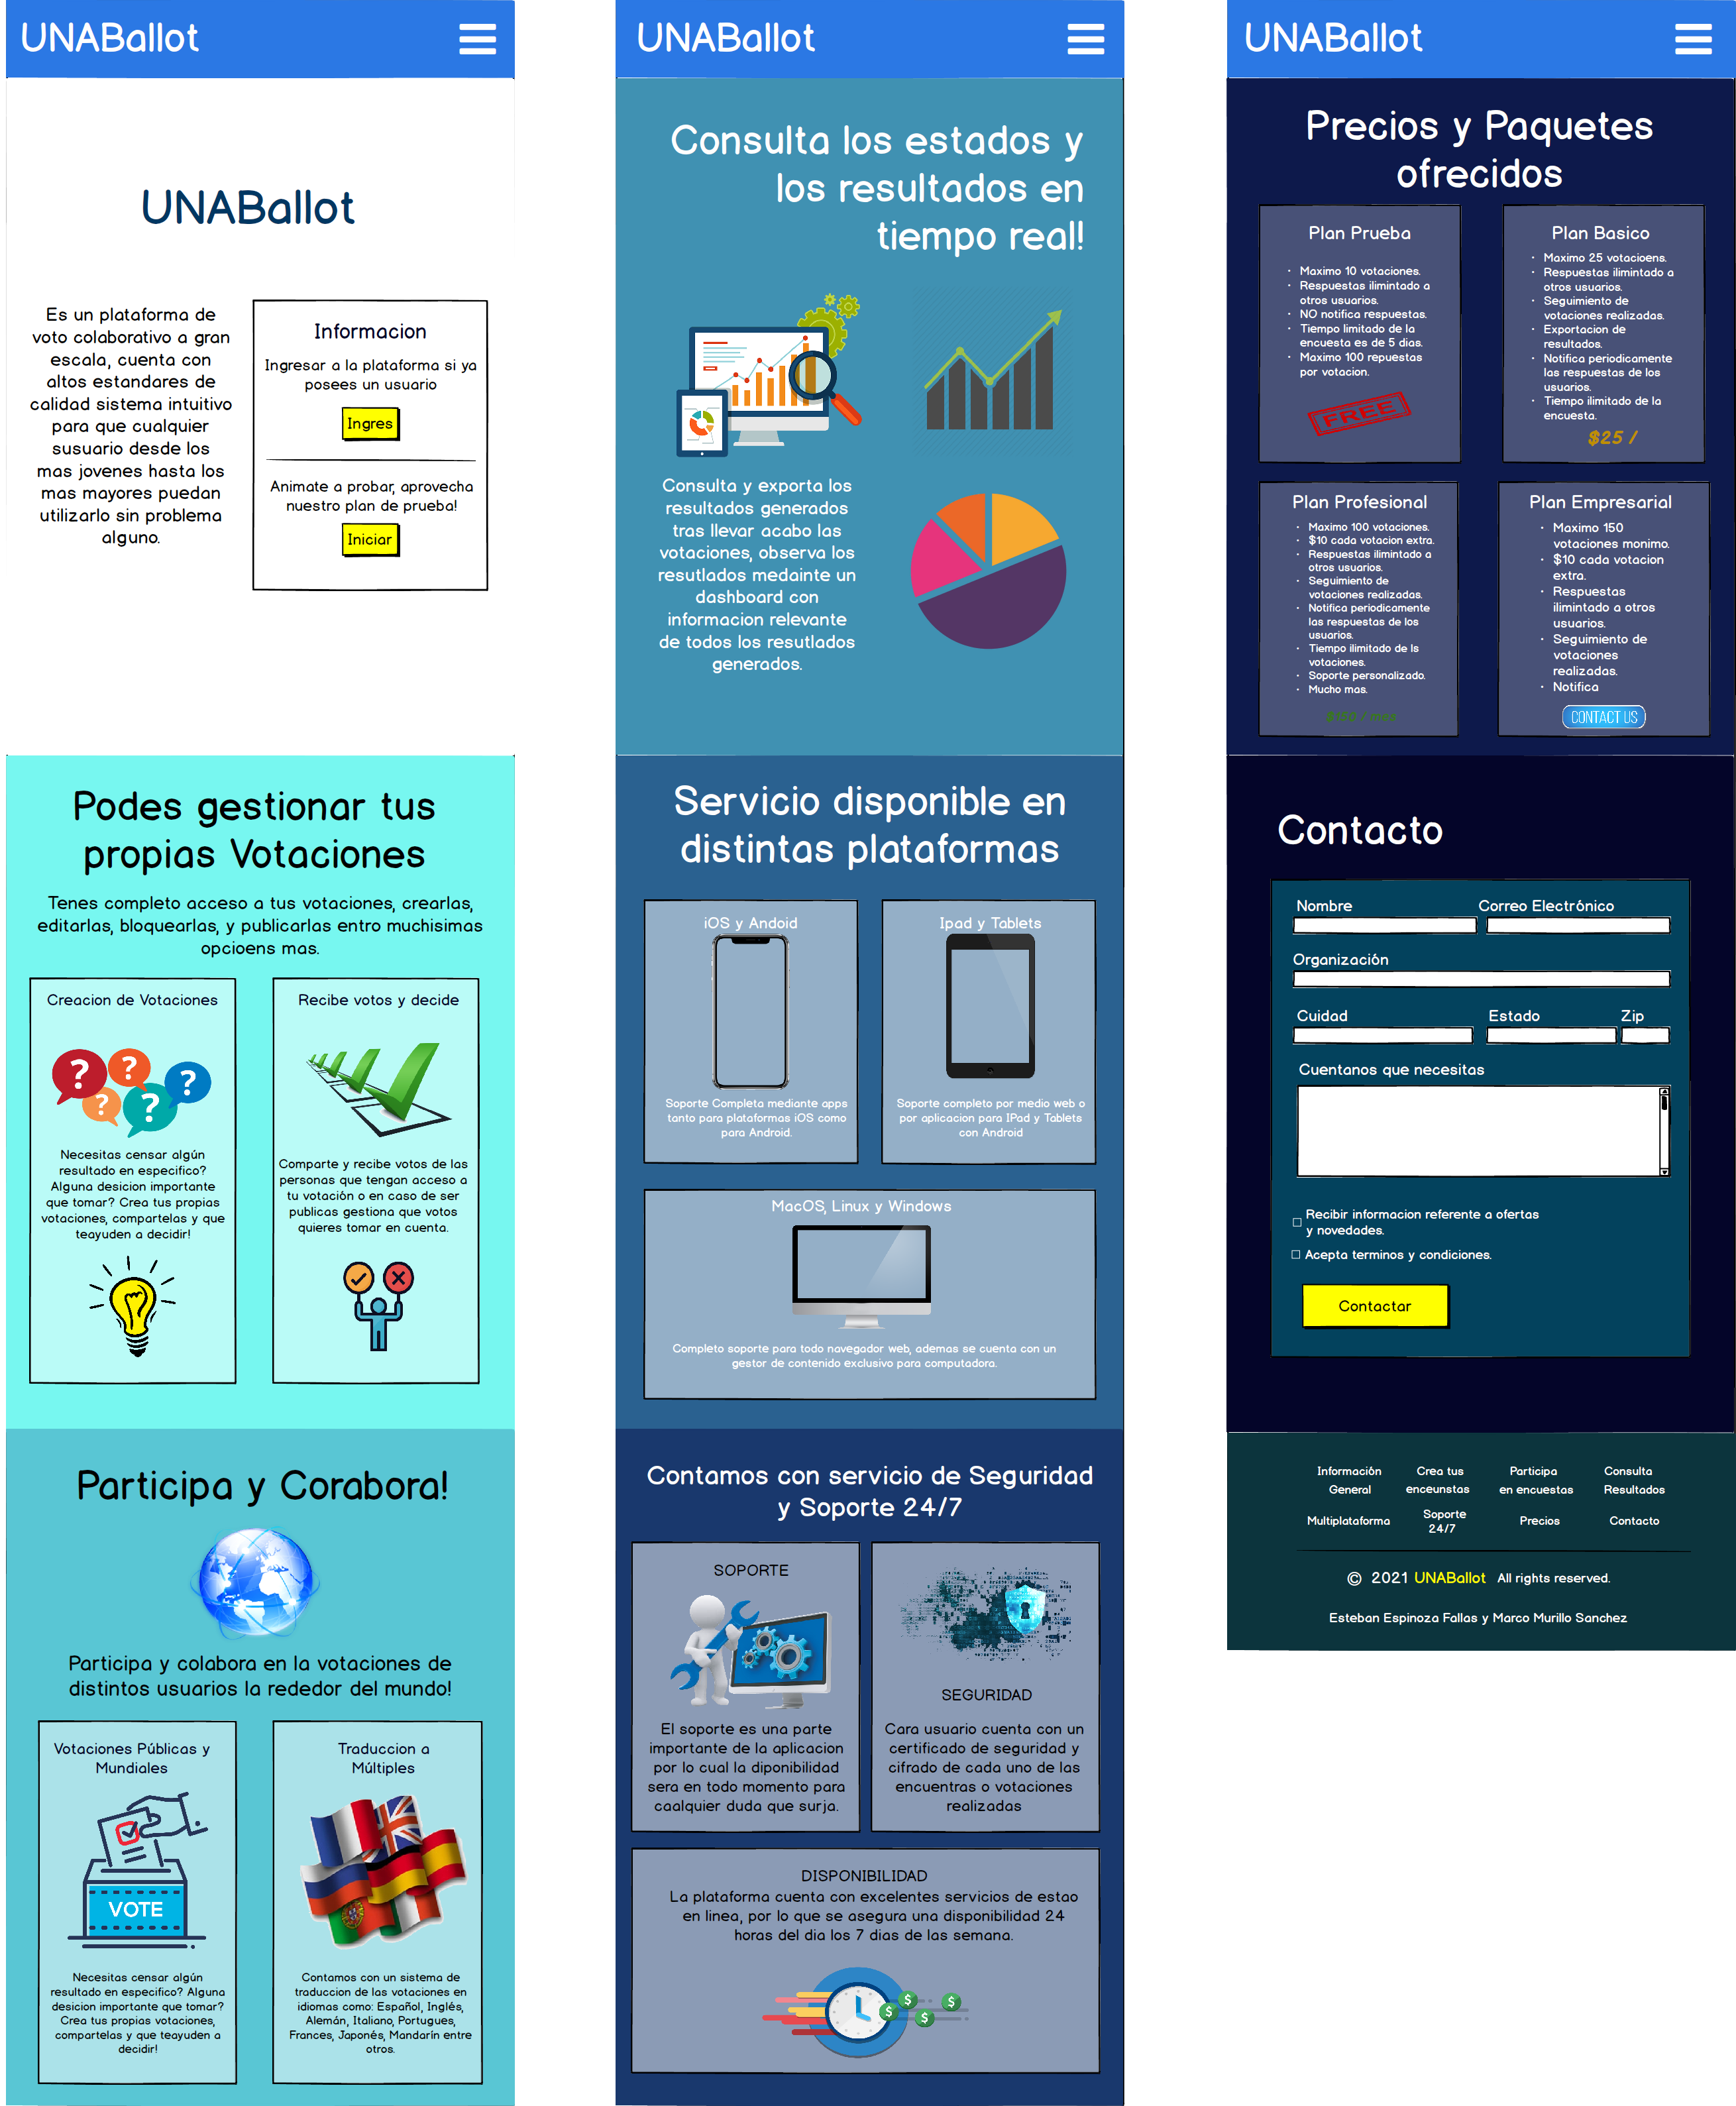 UNABallot
UNABallot
Es un plataforma de
voto colaborativo a gran
escala, cuenta con
altos estandares de
calidad sistema intuitivo
para que cualquier
susuario desde los
mas jovenes hasta los
mas mayores puedan
utilizarlo sin problema
alguno.
Informacion
Ingresar a la plataforma si ya
posees un usuario
Ingres
Animate a probar, aprovecha
nuestro plan de prueba!
Iniciar
Podes gestionar tus
propias Votaciones
Tenes completo acceso a tus votaciones, crearlas,
editarlas, bloquearlas, y publicarlas entro muchisimas
opcioens mas.
Creacion de Votaciones
Necesitas censar algún
resultado en especifico?
Alguna desicion importante
que tomar? Crea tus propias
votaciones, compartelas y que
teayuden a decidir!
Recibe votos y decide
Comparte y recibe votos de las
personas que tengan acceso a
tu votación o en caso de ser
publicas gestiona que votos
quieres tomar en cuenta.
Participa y Corabora!
Participa y colabora en la votaciones de
distintos usuarios la rededor del mundo!
Votaciones Públicas y
Mundiales
VOTE
Necesitas censar algún
resultado en especifico? Alguna
desicion importante que tomar?
Crea tus propias votaciones,
compartelas y que teayuden a
decidir!
Traduccion a
Múltiples
Contamos con un sistema de
traduccion de las votaciones en
idiomas como: Español, Inglés,
Alemán, Italiano, Portugues,
Frances, Japonés, Mandarín entre
otros.
UNABallot
Consulta los estados y
los resultados en
tiempo real!
Consulta y exporta los
resultados generados
tras llevar acabo las
votaciones, observa los
resutlados medainte un
dashboard con
informacion relevante
de todos los resutlados
generados.
Servicio disponible en
distintas plataformas
iOS y Andoid
Soporte Completa mediante apps
tanto para plataformas iOS como
para Android.
Ipad y Tablets
Soporte completo por medio web o
por aplicacion para IPad y Tablets
con Android
MacOS, Linux y Windows
Completo soporte para todo navegador web, ademas se cuenta con un
gestor de contenido exclusivo para computadora.
Contamos con servicio de Seguridad
y Soporte 24/7
SOPORTE
El soporte es una parte
importante de la aplicacion
por lo cual la diponibilidad
sera en todo momento para
caalquier duda que surja.
SEGURIDAD
Cara usuario cuenta con un
certificado de seguridad y
cifrado de cada uno de las
encuentras o votaciones
realizadas
DISPONIBILIDAD
La plataforma cuenta con excelentes servicios de estao
en linea, por lo que se asegura una disponibilidad 24
horas del dia los 7 dias de las semana.
UNABallot
Precios y Paquetes
ofrecidos
Plan Prueba
• Maximo 10 votaciones.
• Respuestas ilimintado a
otros usuarios.
• NO notifica respuestas.
• Tiempo limitado de la
encuesta es de 5 dias.
• Maximo 100 repuestas
por votacion.
FREE
Plan Basico
• Maximo 25 votacioens.
• Respuestas ilimintado a
otros usuarios.
• Seguimiento de
votaciones realizadas.
• Exportacion de
resultados.
• Notifica periodicamente
las respuestas de los
usuarios.
• Tiempo ilimitado de la
encuesta.
$25 /
Plan Profesional
• Maximo 100 votaciones.
• $10 cada votacion extra.
• Respuestas ilimintado a
otros usuarios.
• Seguimiento de
votaciones realizadas.
• Notifica periodicamente
las respuestas de los
usuarios.
• Tiempo ilimitado de ls
votaciones.
• Soporte personalizado.
• Mucho mas.
$150 / mes
Plan Empresarial
• Maximo 150
votaciones monimo.
• $10 cada votacion
extra.
• Respuestas
ilimintado a otros
usuarios.
• Seguimiento de
votaciones
realizadas.
• Notifica
CONTACT US
Contacto
Nombre Correo Electrónico
Organización
Cuidad Estado Zip
Cuentanos que necesitas
Recibir informacion referente a ofertas
y novedades.
Acepta terminos y condiciones.
Contactar
Información
General
Crea tus
enceunstas
Participa
en encuestas
Consulta
Resultados
Multiplataforma
Soporte
24/7
Precios
Contacto
© 2021 UNABallot All rights reserved.
Esteban Espinoza Fallas y Marco Murillo Sanchez